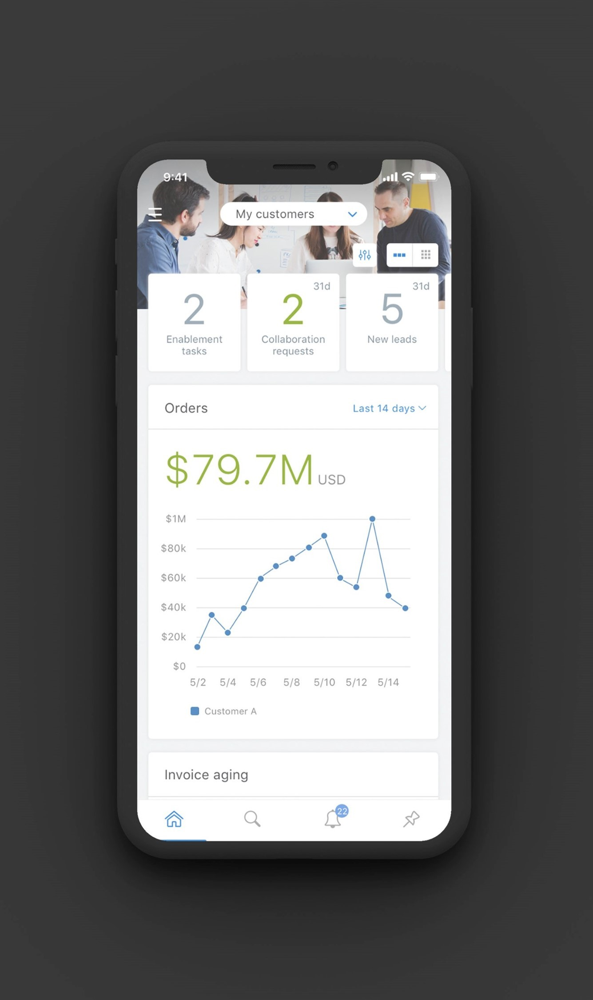 9:41
My customers
31d
31d
2
2
5
Enablement
tasks
Collaboration
requests
New leads
Orders
Last 14 days
$79.7M USD
$1M
$80k
$60k
$40k
$20k
$0
5/2 5/4 5/6 5/8 5/10 5/12 5/14
Customer A
Invoice aging
22